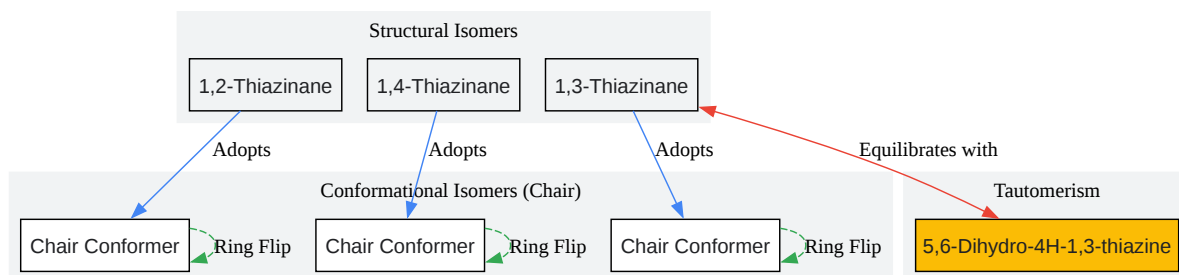 Structural Isomers
1,2-Thiazinane
1,4-Thiazinane
1,3-Thiazinane
Adopts
Adopts
Adopts
Equilibrates with
Conformational Isomers (Chair)
Tautomerism
Chair Conformer
Ring Flip
Chair Conformer
Ring Flip
Chair Conformer
Ring Flip
5,6-Dihydro-4H-1,3-thiazine